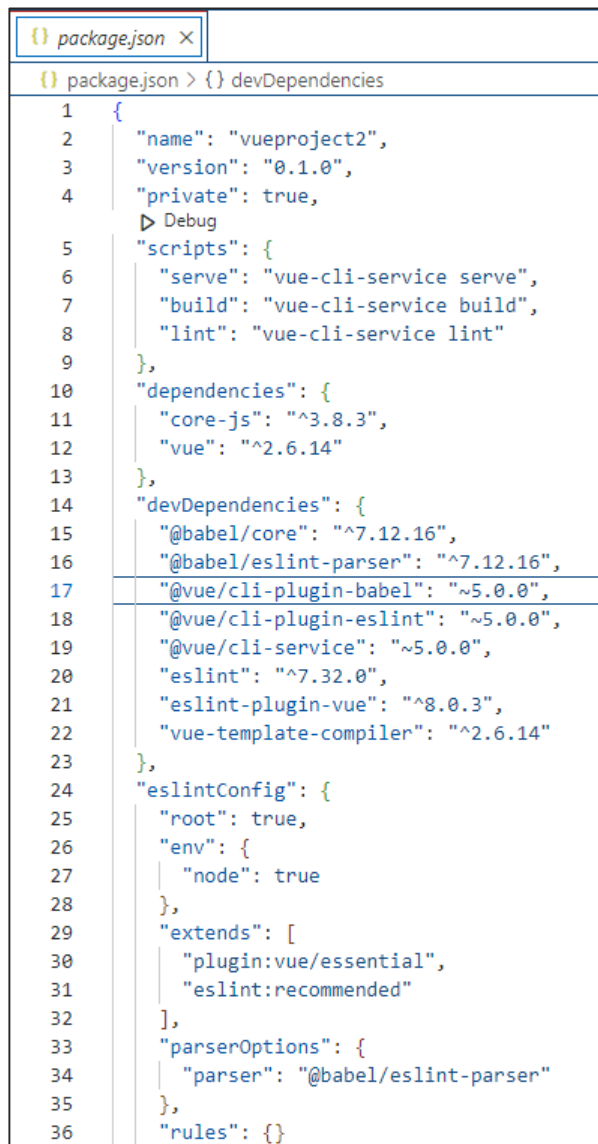 {} package.json ×
{} package.json > {} devDependencies
1 {
2 "name": "vueproject2",
3 "version": "0.1.0",
4 "private": true,
Debug
5 "scripts": {
6 "serve": "vue-cli-service serve",
7 "build": "vue-cli-service build",
8 "lint": "vue-cli-service lint"
9 },
10 "dependencies": {
11 "core-js": "^3.8.3",
12 "vue": "^2.6.14"
13 },
14 "devDependencies": {
15 "@babel/core": "^7.12.16",
16 "@babel/eslint-parser": "^7.12.16",
17 "@vue/cli-plugin-babel": "~5.0.0",
18 "@vue/cli-plugin-eslint": "~5.0.0",
19 "@vue/cli-service": "~5.0.0",
20 "eslint": "^7.32.0",
21 "eslint-plugin-vue": "^8.0.3",
22 "vue-template-compiler": "^2.6.14"
23 },
24 "eslintConfig": {
25 "root": true,
26 "env": {
27 "node": true
28 },
29 "extends": [
30 "plugin:vue/essential",
31 "eslint:recommended"
32 ],
33 "parserOptions": {
34 "parser": "@babel/eslint-parser"
35 },
36 "rules": {}